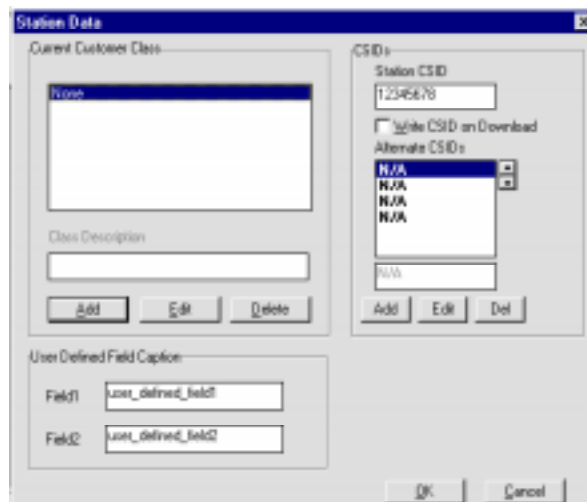 Station Data
Current Customer Class
None
Class Description
Add Edit Delete
CSIDs
Station CSID
12345678
Write CSID on Download
Alternate CSIDs
N/A
N/A
N/A
N/A
N/A
Add Edit Del
User Defined Field Caption
Field1 user_defined_field1
Field2 user_defined_field2
OK Cancel